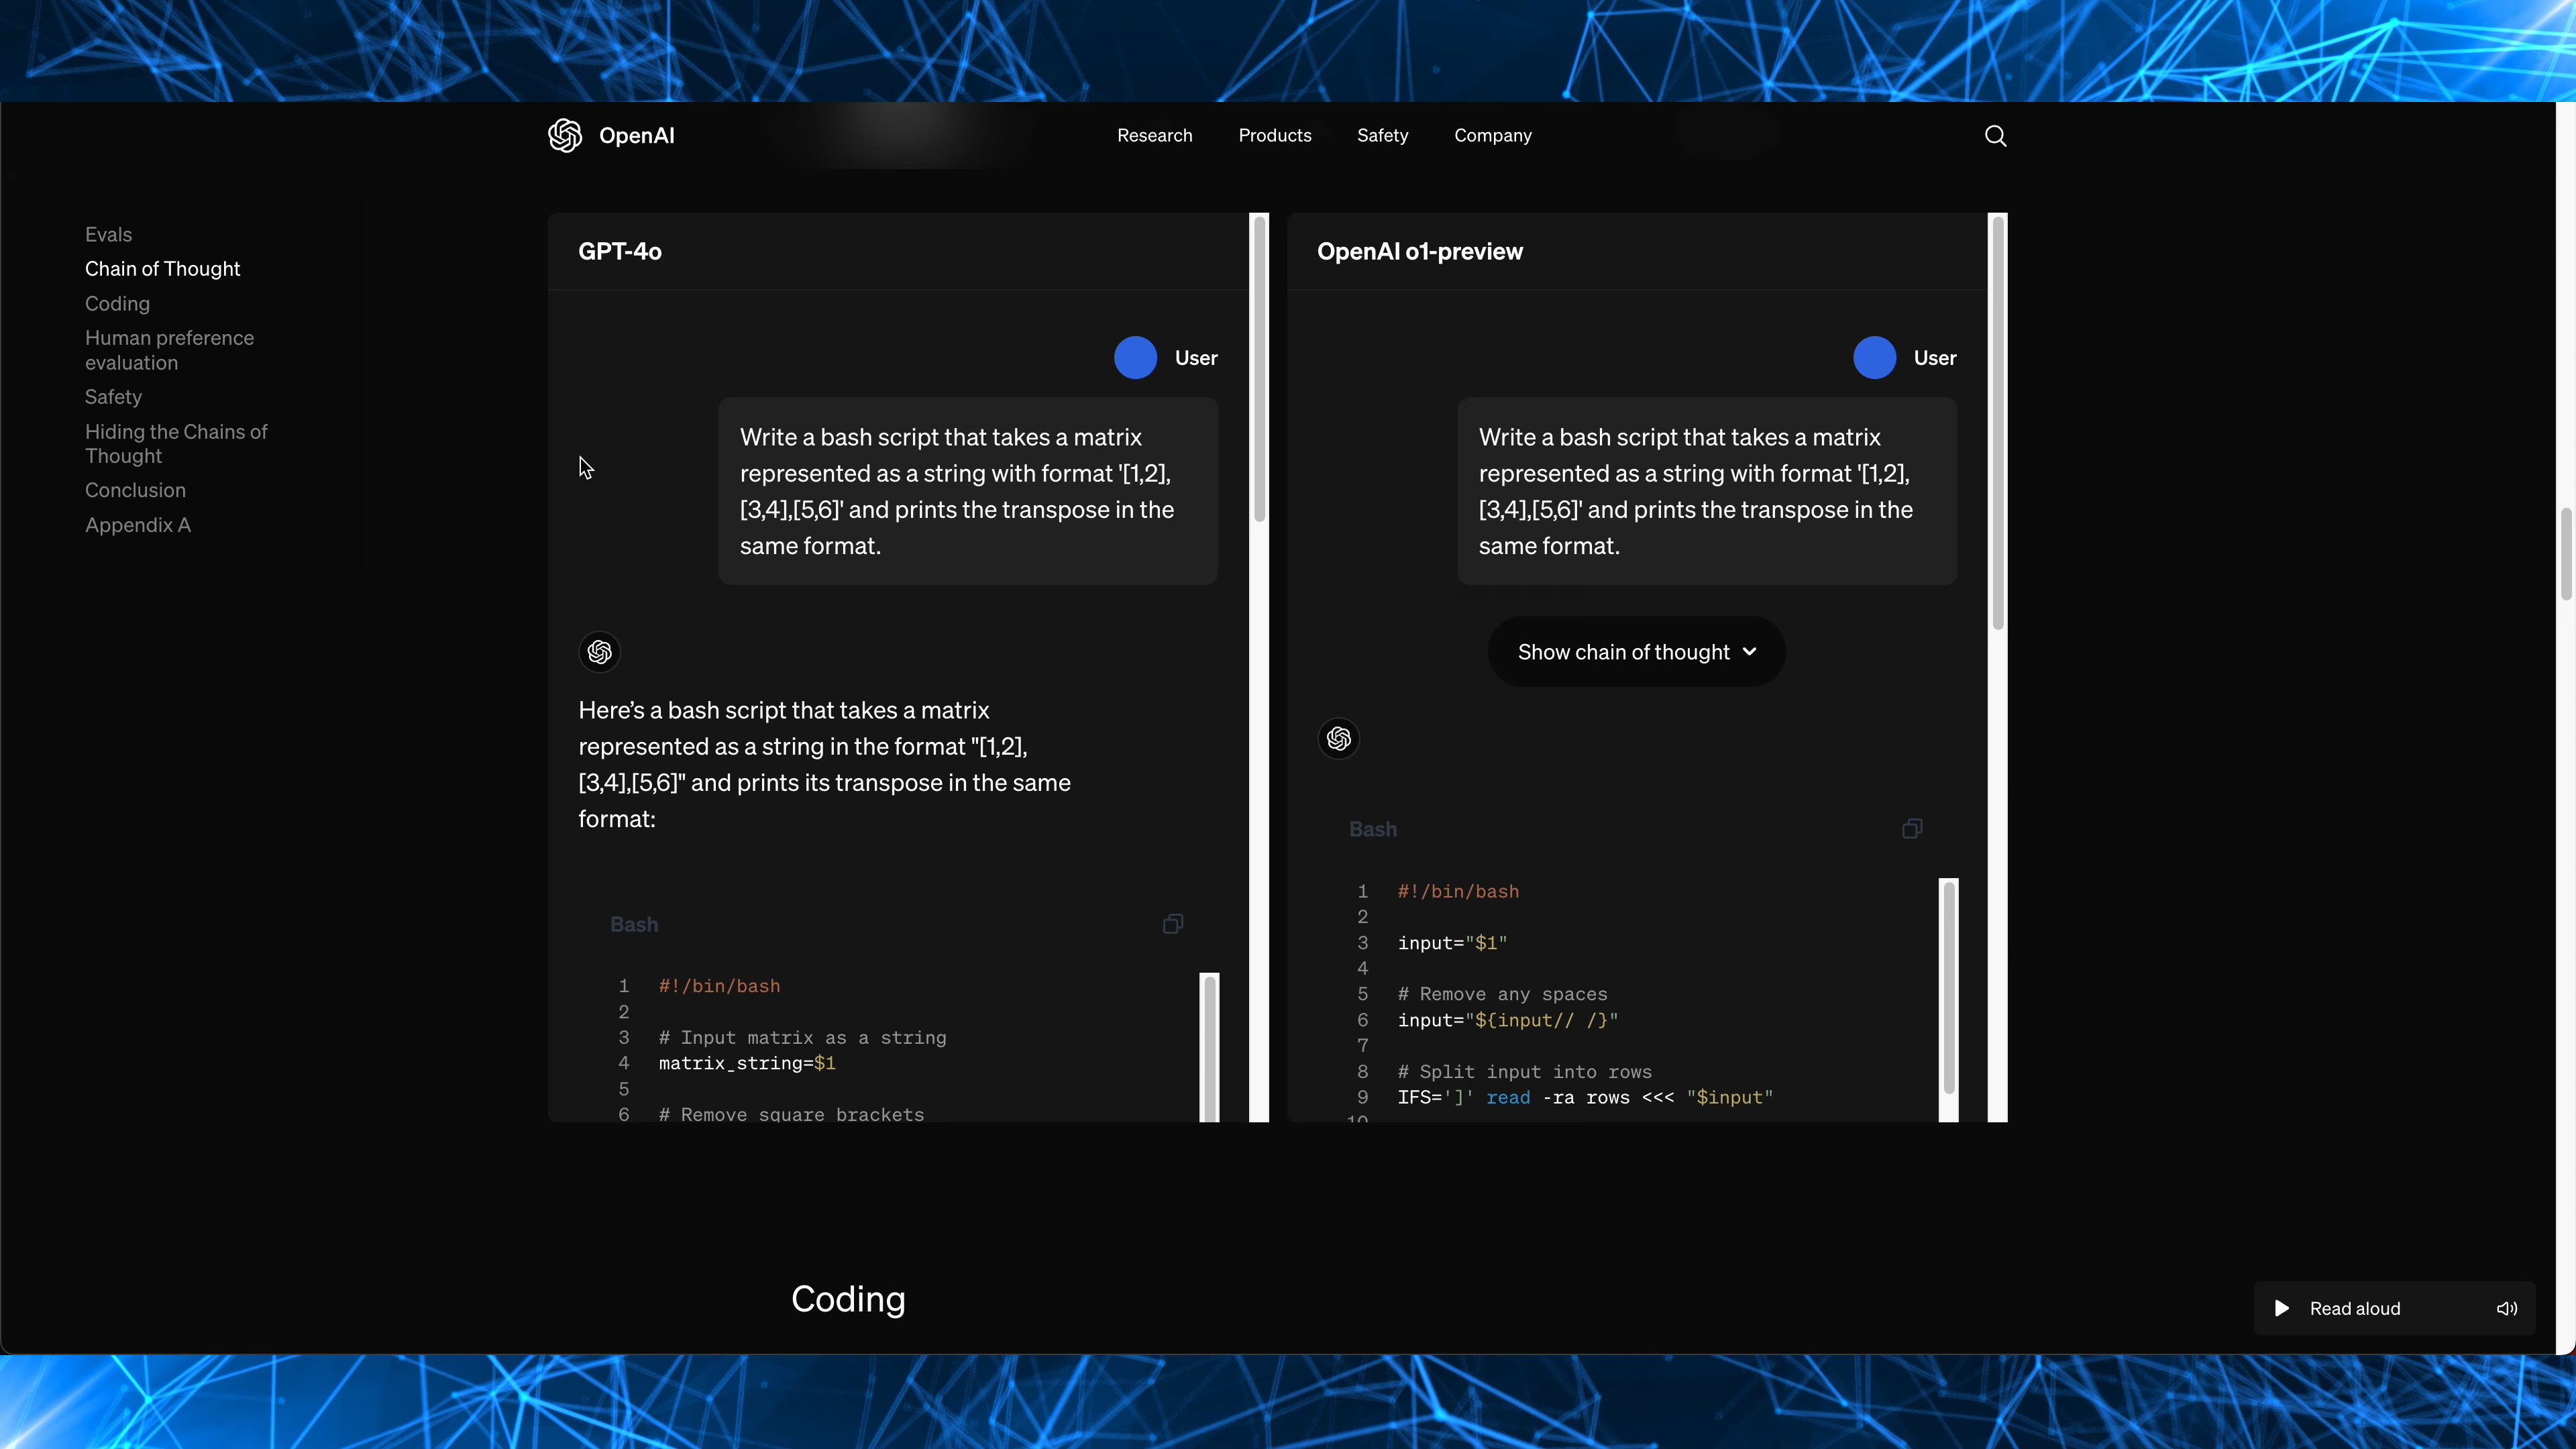 OpenAI
Research
Products
Safety
Company
Evals
Chain of Thought
Coding
Human preference
evaluation
Safety
Hiding the Chains of
Thought
Conclusion
Appendix A
GPT-4o
User
Write a bash script that takes a matrix
represented as a string with format '[1,2],
[3,4],[5,6]' and prints the transpose in the
same format.
Here’s a bash script that takes a matrix
represented as a string in the format "[1,2],
[3,4],[5,6]" and prints its transpose in the same
format:
Bash
1 #!/bin/bash
2
3 # Input matrix as a string
4 matrix_string=$1
5
6 # Remove square brackets
OpenAI o1-preview
User
Write a bash script that takes a matrix
represented as a string with format '[1,2],
[3,4],[5,6]' and prints the transpose in the
same format.
Show chain of thought
Bash
1 #!/bin/bash
2
3 input="$1"
4
5 # Remove any spaces
6 input="${input// /}"
7
8 # Split input into rows
9 IFS=']' read -ra rows <<< "$input"
10
Coding
Read aloud